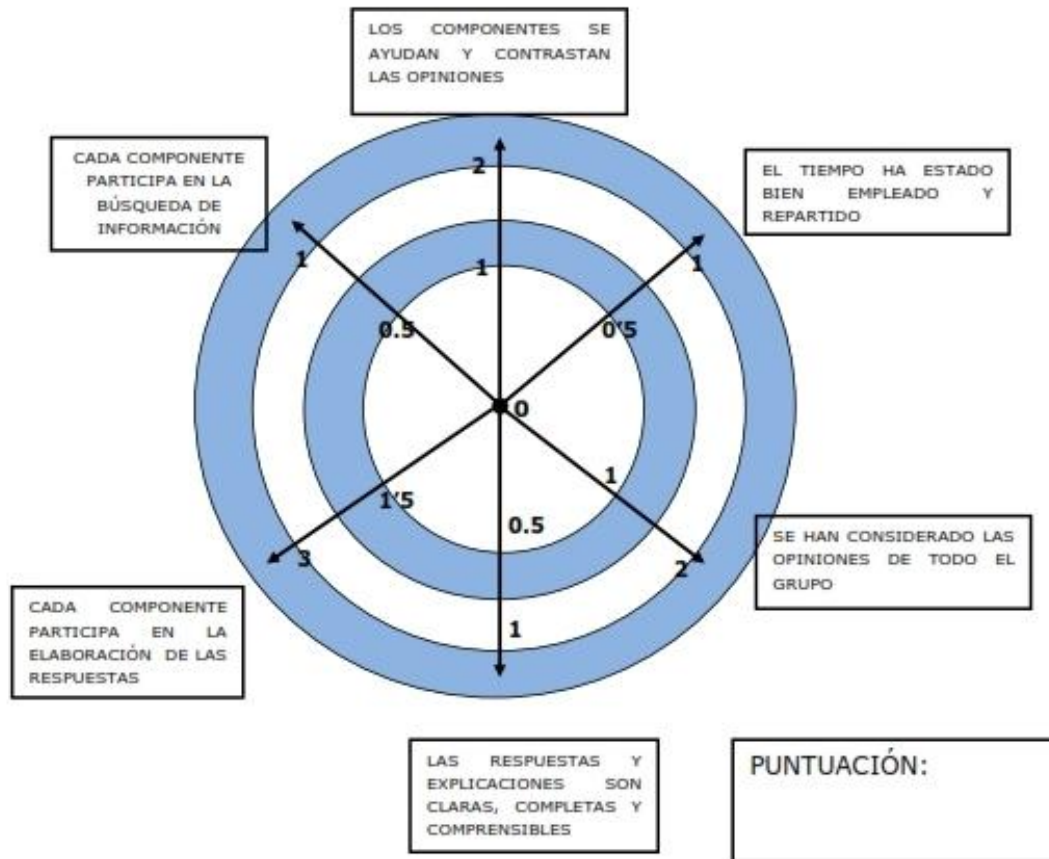 LOS COMPONENTES SE
AYUDAN Y CONTRASTAN
LAS OPINIONES
CADA COMPONENTE
PARTICIPA EN LA
BÚSQUEDA DE
INFORMACIÓN
EL TIEMPO HA ESTADO
BIEN EMPLEADO Y
REPARTIDO
2
1
1
1
0.5
0'5
0
1
1'5
0.5
3
2
1
SE HAN CONSIDERADO LAS
OPINIONES DE TODO EL
GRUPO
CADA COMPONENTE
PARTICIPA EN LA
ELABORACIÓN DE LAS
RESPUESTAS
LAS RESPUESTAS Y
EXPLICACIONES SON
CLARAS, COMPLETAS Y
COMPRENSIBLES
PUNTUACIÓN: